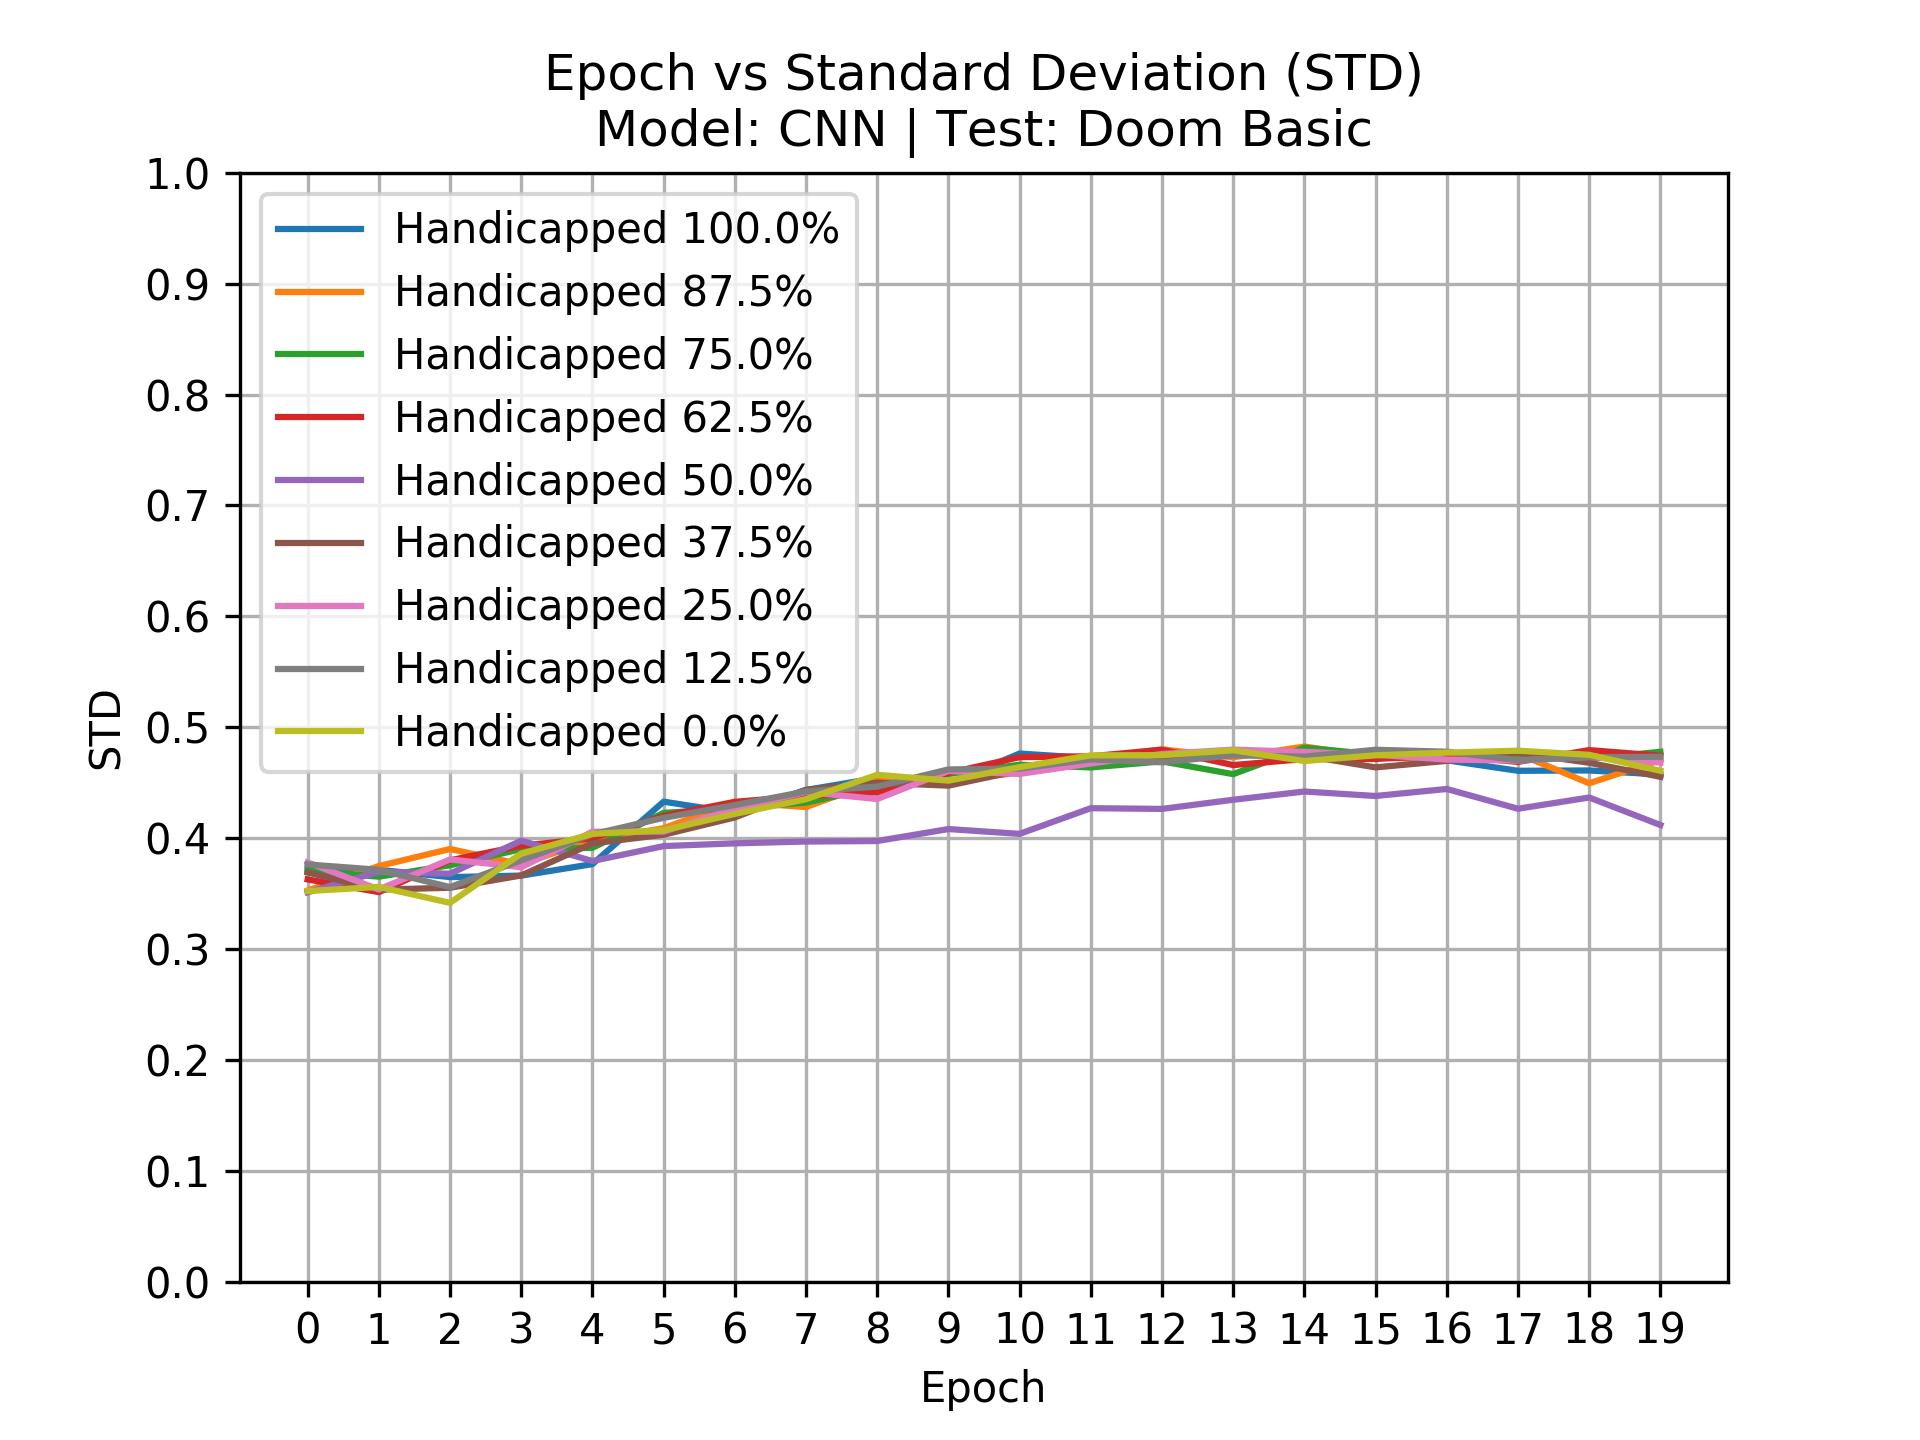 Epoch vs Standard Deviation (STD)
Model: CNN | Test: Doom Basic
1.0
0.9
0.8
0.7
0.6
0.5
0.4
0.3
0.2
0.1
0.0
STD
Handicapped 100.0%
Handicapped 87.5%
Handicapped 75.0%
Handicapped 62.5%
Handicapped 50.0%
Handicapped 37.5%
Handicapped 25.0%
Handicapped 12.5%
Handicapped 0.0%
0 1 2 3 4 5 6 7 8 9 10 11 12 13 14 15 16 17 18 19
Epoch